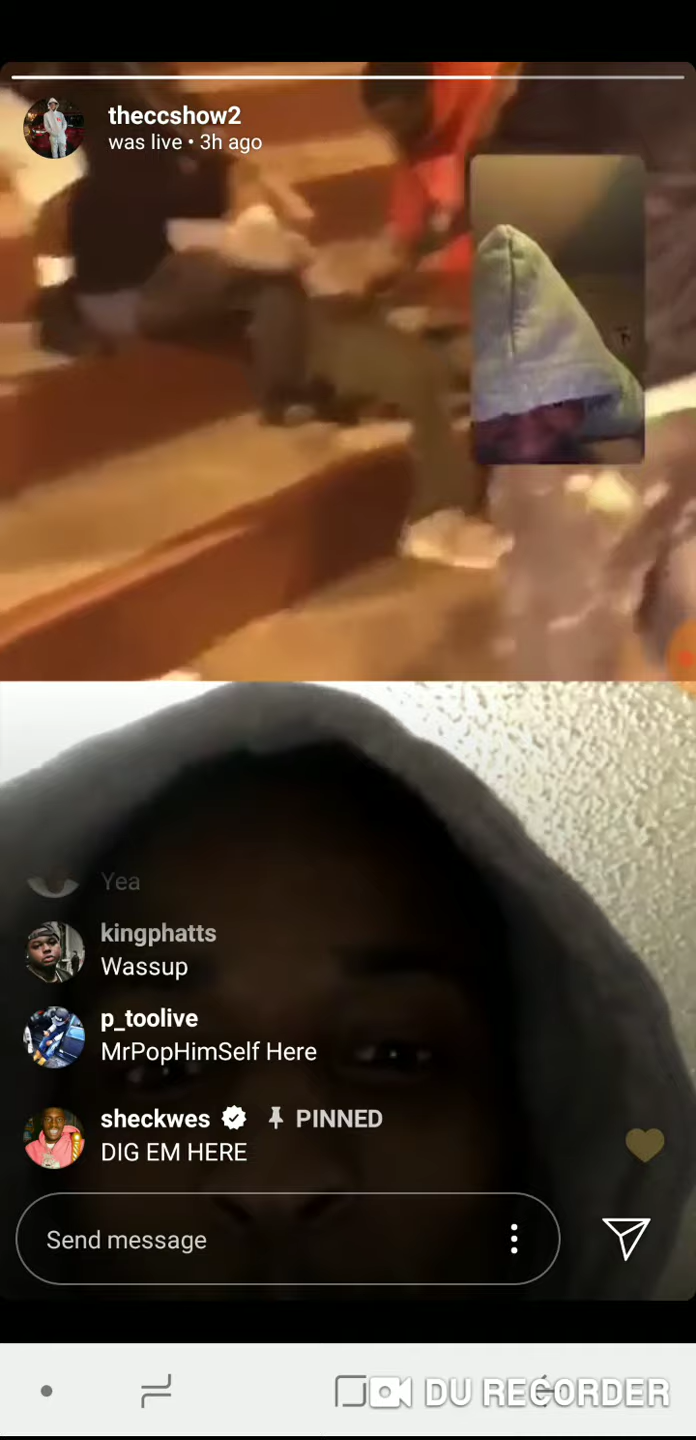 theccshow2
was live • 3h ago
Yea
kingphatts
Wassup
p_toolive
MrPopHimSelf Here
sheckwes PINNED
DIG EM HERE
Send message
DU RECORDER